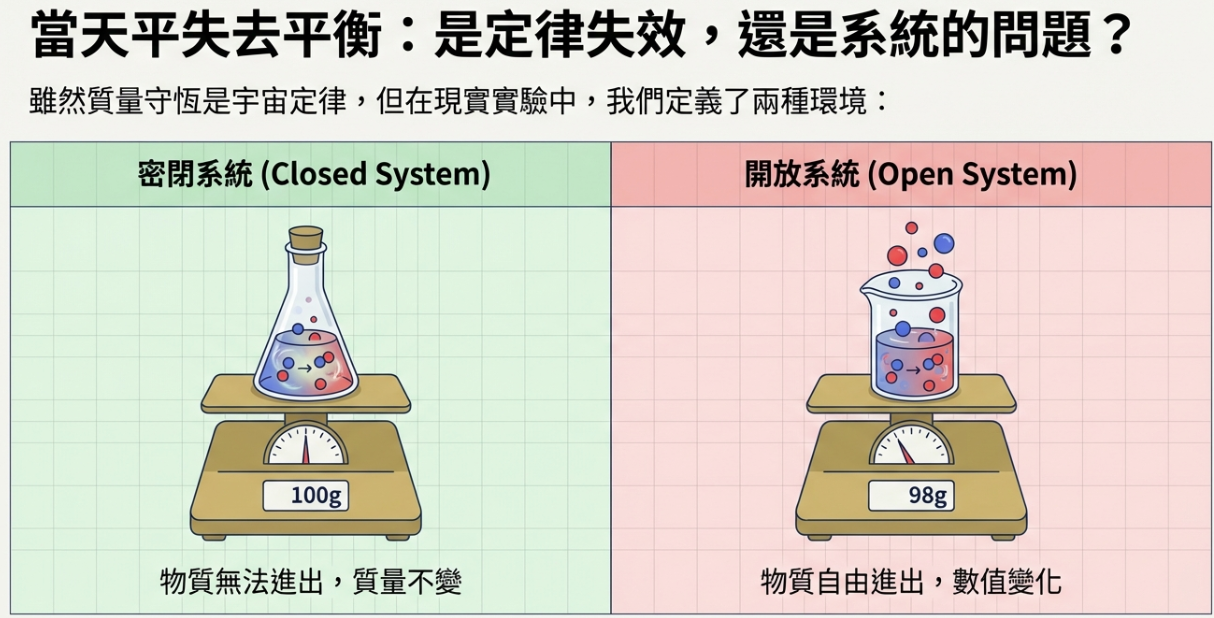 當天平失去平衡：是定律失效，還是系統的問題？
雖然質量守恆是宇宙定律，但在現實實驗中，我們定義了兩種環境：
密閉系統 (Closed System)
開放系統 (Open System)
100g
98g
物質無法進出，質量不變
物質自由進出，數值變化